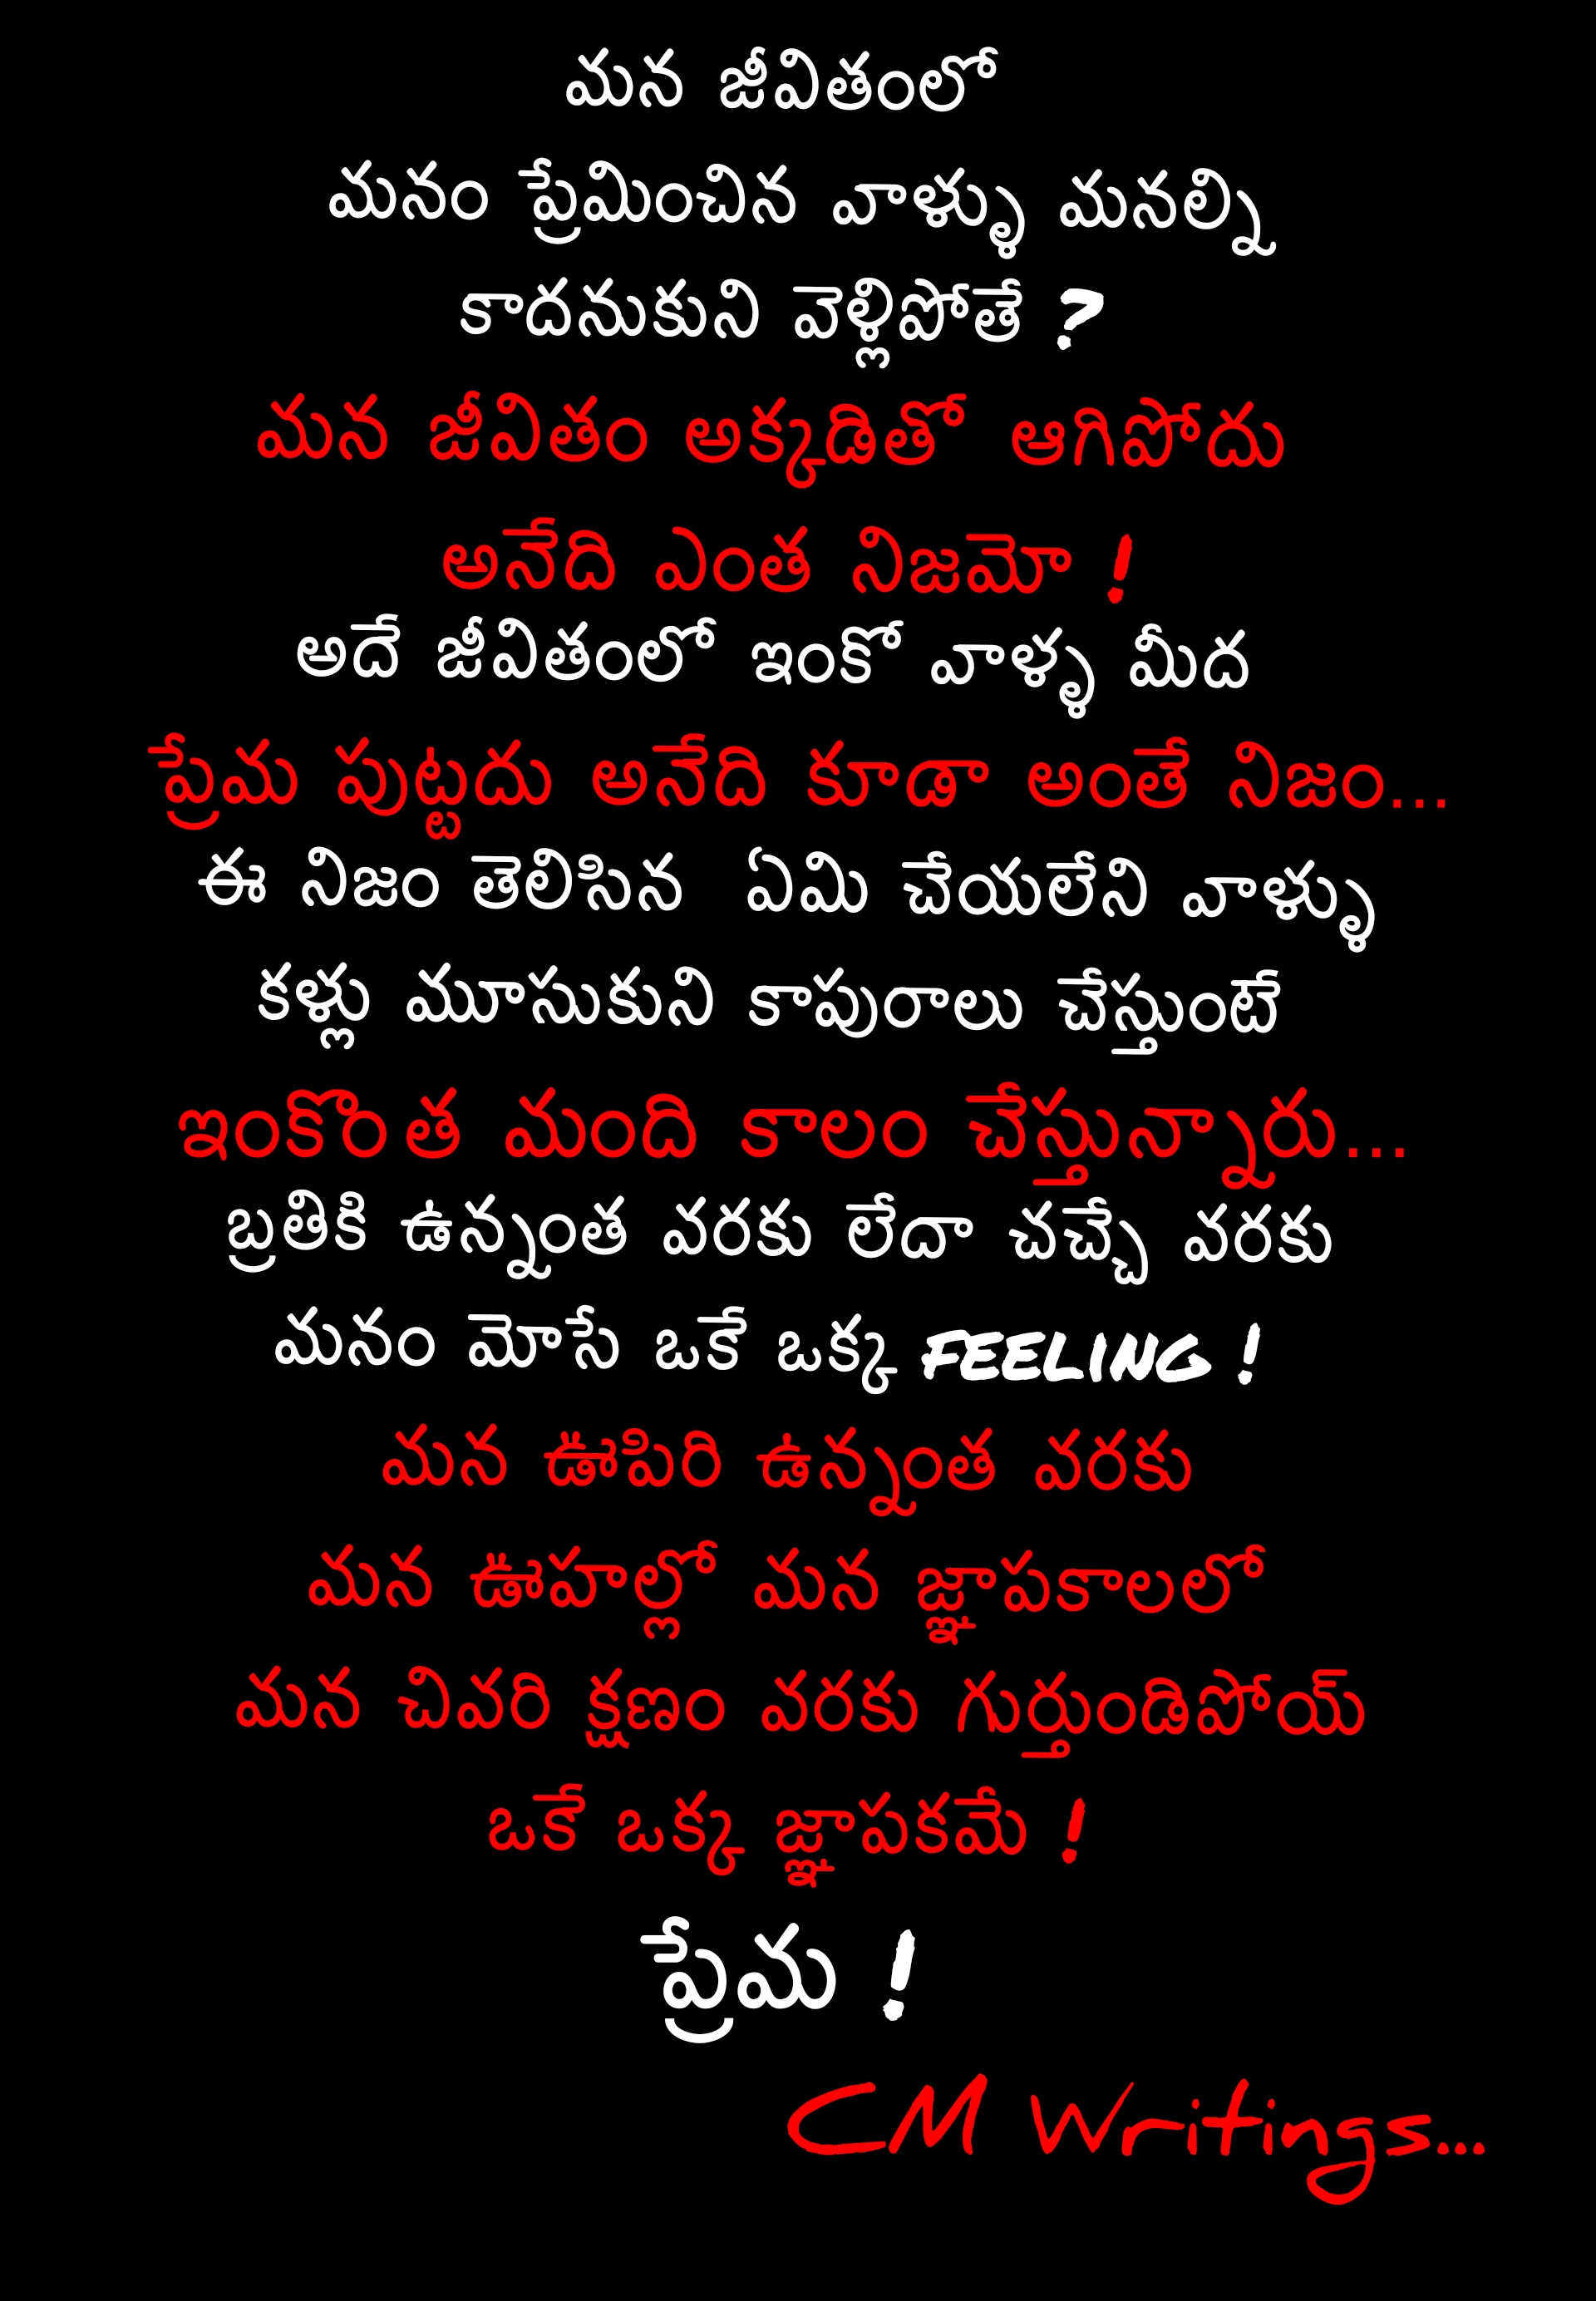 మన జీవితంలో
మనం ప్రేమించిన వాళ్ళు మనల్ని
కాదనుకుని వెళ్లిపోతే ?
మన జీవితం అక్కడితో ఆగిపోదు
అనేది ఎంత నిజమో !
అదే జీవితంలో ఇంకో వాళ్ళ మీద
ప్రేమ పుట్టదు అనేది కూడా అంతే నిజం...
ఈ నిజం తెలిసిన ఏమి చేయలేని వాళ్ళు
కళ్లు మూసుకుని కాపురాలు చేస్తుంటే
ఇంకొంత మంది కాలం చేస్తున్నారు...
బ్రతికి ఉన్నంత వరకు లేదా చచ్చే వరకు
మనం మోసే ఒకే ఒక్క FEELING !
మన ఊపిరి ఉన్నంత వరకు
మన ఊహల్లో మన జ్ఞాపకాలలో
మన చివరి క్షణం వరకు గుర్తుండిపోయ్
ఒకే ఒక్క జ్ఞాపకమే !
ప్రేమ !
CM Writings...